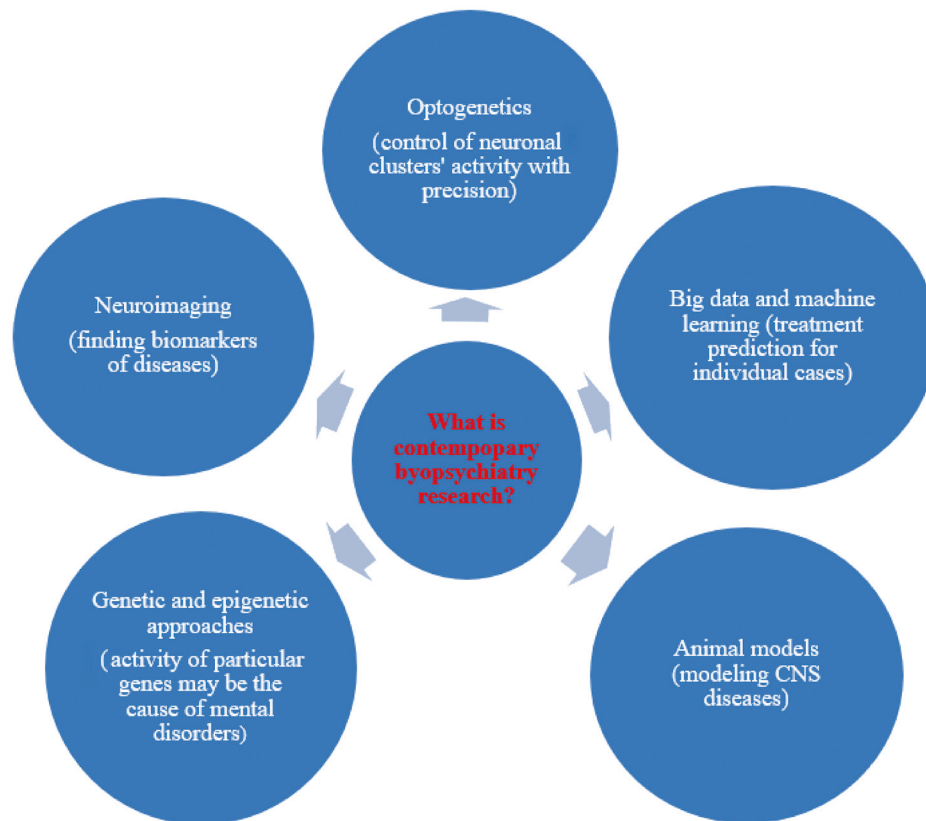 Optogenetics
(control of neuronal
clusters' activity with
precision)
Neuroimaging
(finding biomarkers
of diseases)
Big data and machine
learning (treatment
prediction for
individual cases)
What is
contempopary
byopsychiatry
research?
Genetic and epigenetic
approaches
(activity of particular
genes may be the
cause of mental
disorders)
Animal models
(modeling CNS
diseases)